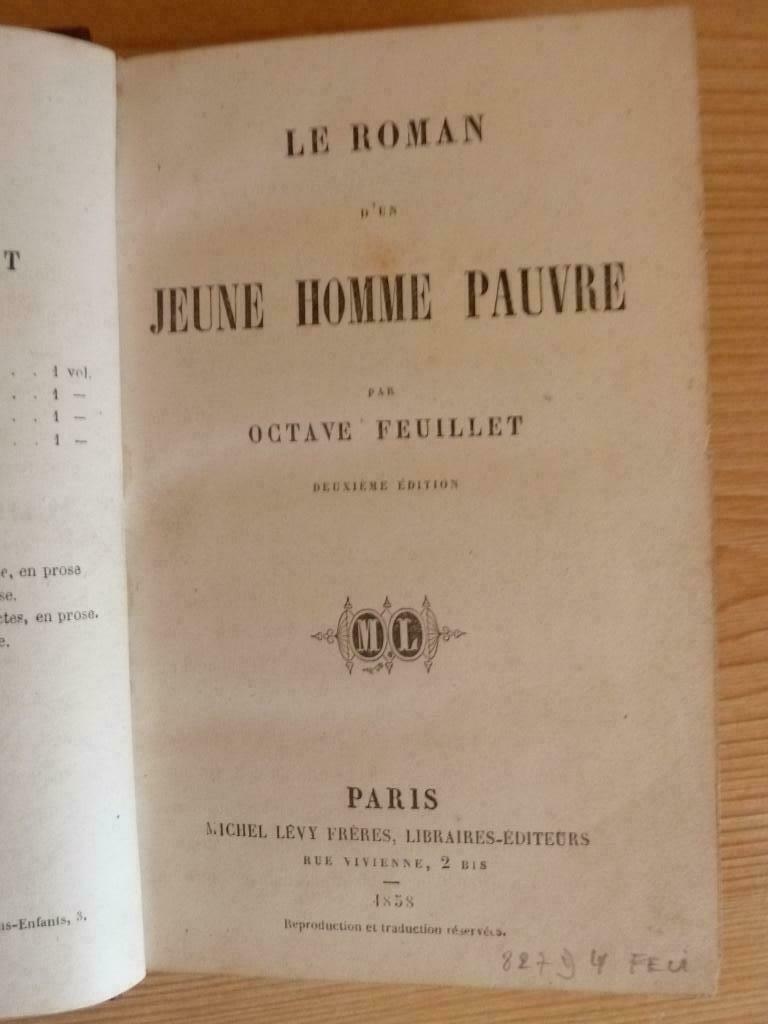 T
. . 1 vol.
. . 1 —
. . 1 —
. . 1 —
e, en prose
se.
ctes, en prose.
e.
ns-Enfants, 3.
LE ROMAN
D'UN
JEUNE HOMME PAUVRE
PAR
OCTAVE FEUILLET
DEUXIÈME ÉDITION
ML
PARIS
MICHEL LÉVY FRÈRES, LIBRAIRES-ÉDITEURS
RUE VIVIENNE, 2 BIS
—
1858
Reproduction et traduction réservées.
827 9 4 FEUI